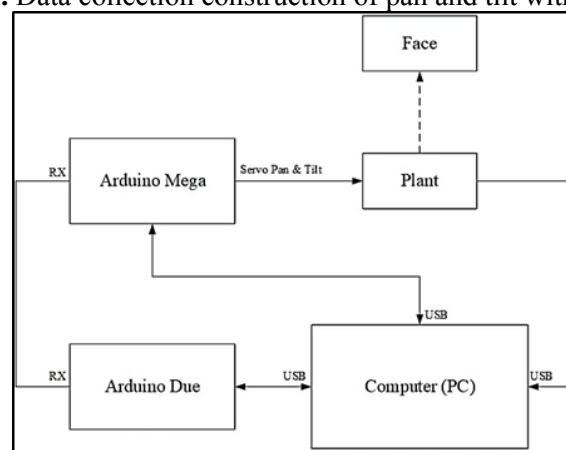 : Data collection construction of pan and tilt with
Face
RX
Arduino Mega
Servo Pan & Tilt
Plant
USB
RX
Arduino Due
USB
Computer (PC)
USB